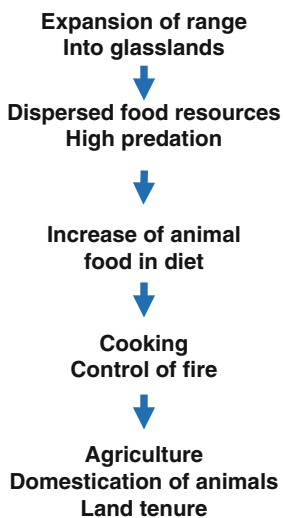 Expansion of range
Into glasslands
Dispersed food resources
High predation
Increase of animal
food in diet
Cooking
Control of fire
Agriculture
Domestication of animals
Land tenure